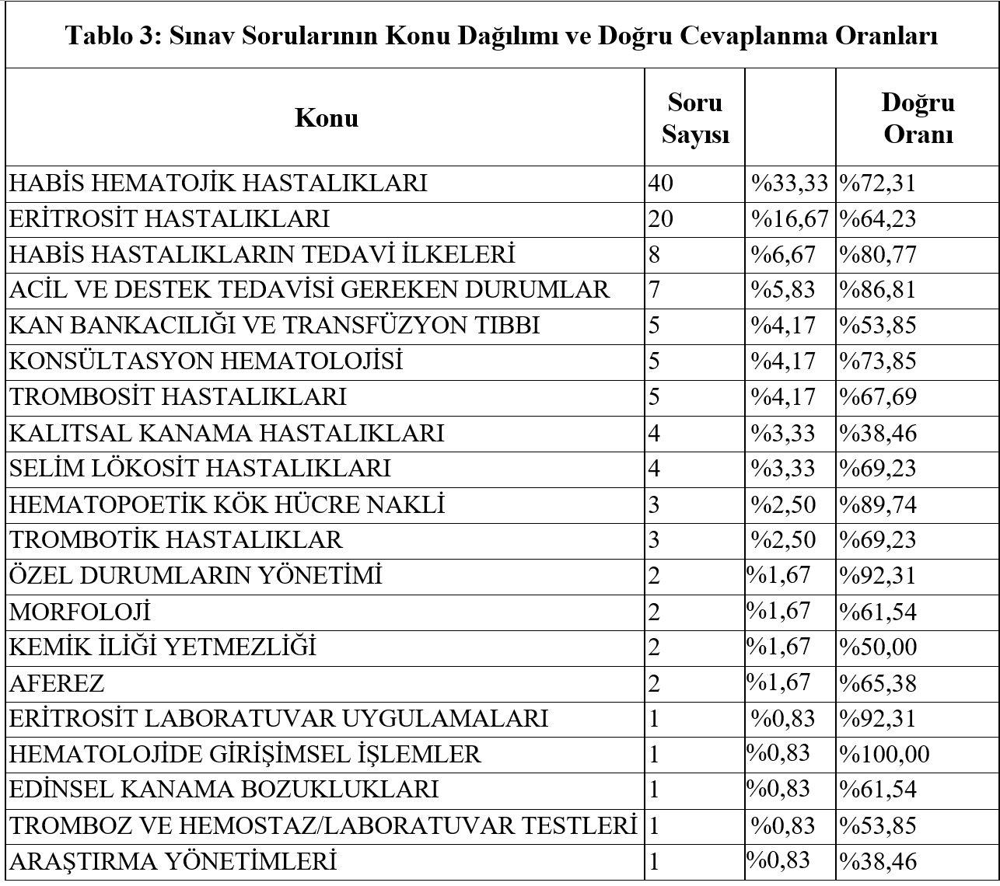 Tablo 3: Sınav Sorularının Konu Dağılımı ve Doğru Cevaplanma Oranları
Konu Soru Sayısı Doğru Oranı
HABİS HEMATOJİK HASTALIKLARI 40 %33,33 %72,31
ERİTROSİT HASTALIKLARI 20 %16,67 %64,23
HABİS HASTALIKLARIN TEDAVİ İLKELERİ 8 %6,67 %80,77
ACİL VE DESTEK TEDAVİSİ GEREKEN DURUMLAR 7 %5,83 %86,81
KAN BANKACILIĞI VE TRANSFÜZYON TIBBI 5 %4,17 %53,85
KONSÜLTASYON HEMATOLOJİSİ 5 %4,17 %73,85
TROMBOSİT HASTALIKLARI 5 %4,17 %67,69
KALITSAL KANAMA HASTALIKLARI 4 %3,33 %38,46
SELİM LÖKOSİT HASTALIKLARI 4 %3,33 %69,23
HEMATOPOETİK KÖK HÜCRE NAKLİ 3 %2,50 %89,74
TROMBOTİK HASTALIKLAR 3 %2,50 %69,23
ÖZEL DURUMLARIN YÖNETİMİ 2 %1,67 %92,31
MORFOLOJİ 2 %1,67 %61,54
KEMİK İLİĞİ YETMEZLİĞİ 2 %1,67 %50,00
AFEREZ 2 %1,67 %65,38
ERİTROSİT LABORATUVAR UYGULAMALARI 1 %0,83 %92,31
HEMATOLOJİDE GİRİŞİMSEL İŞLEMLER 1 %0,83 %100,00
EDİNSEL KANAMA BOZUKLUKLARI 1 %0,83 %61,54
TROMBOZ VE HEMOSTAZ/LABORATUVAR TESTLERİ 1 %0,83 %53,85
ARAŞTIRMA YÖNETİMLERİ 1 %0,83 %38,46